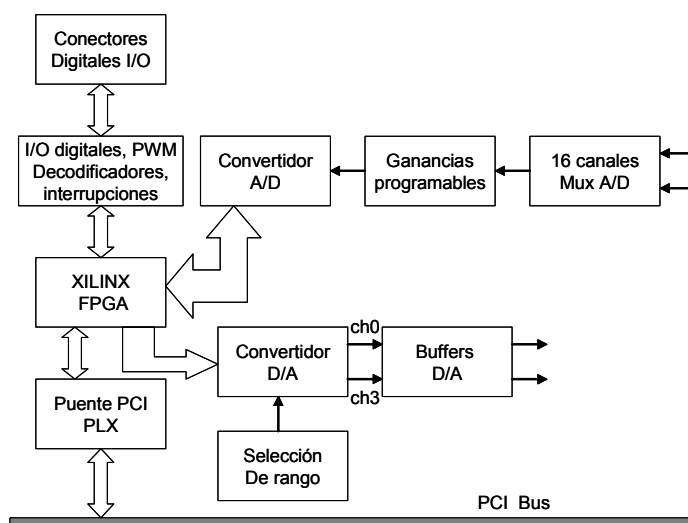 Conectores
Digitales I/O
I/O digitales, PWM
Decodificadores,
interrupciones
Convertidor
A/D
Ganancias
programables
16 canales
Mux A/D
XILINX
FPGA
ch0
Convertidor
D/A
Buffers
D/A
ch3
Puente PCI
PLX
Selección
De rango
PCI Bus